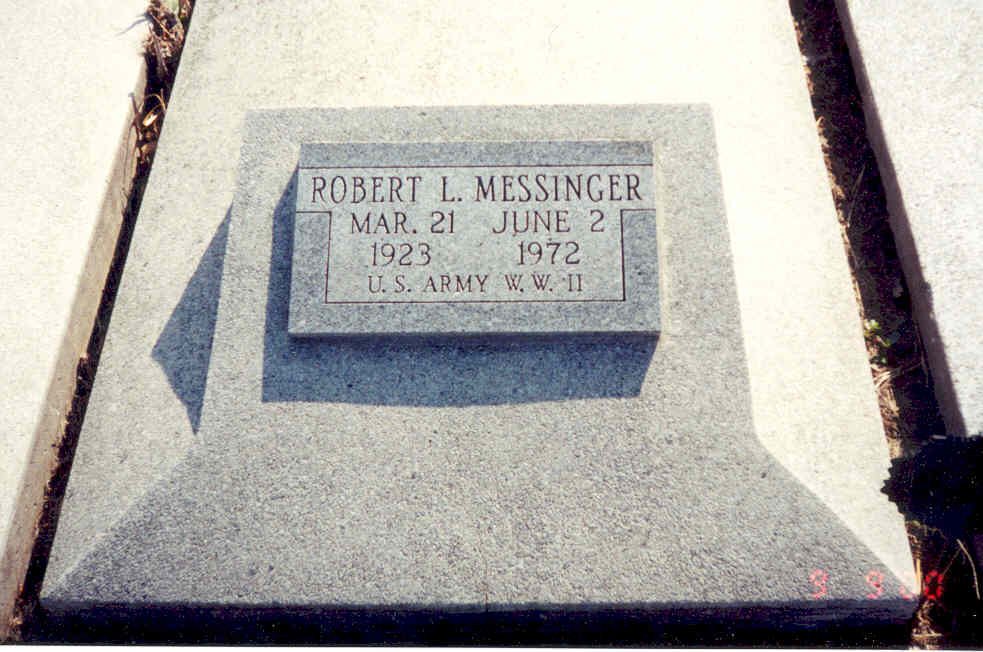 ROBERT L. MESSINGER
MAR. 21 JUNE 2
1923 1972
U.S. ARMY W.W. II